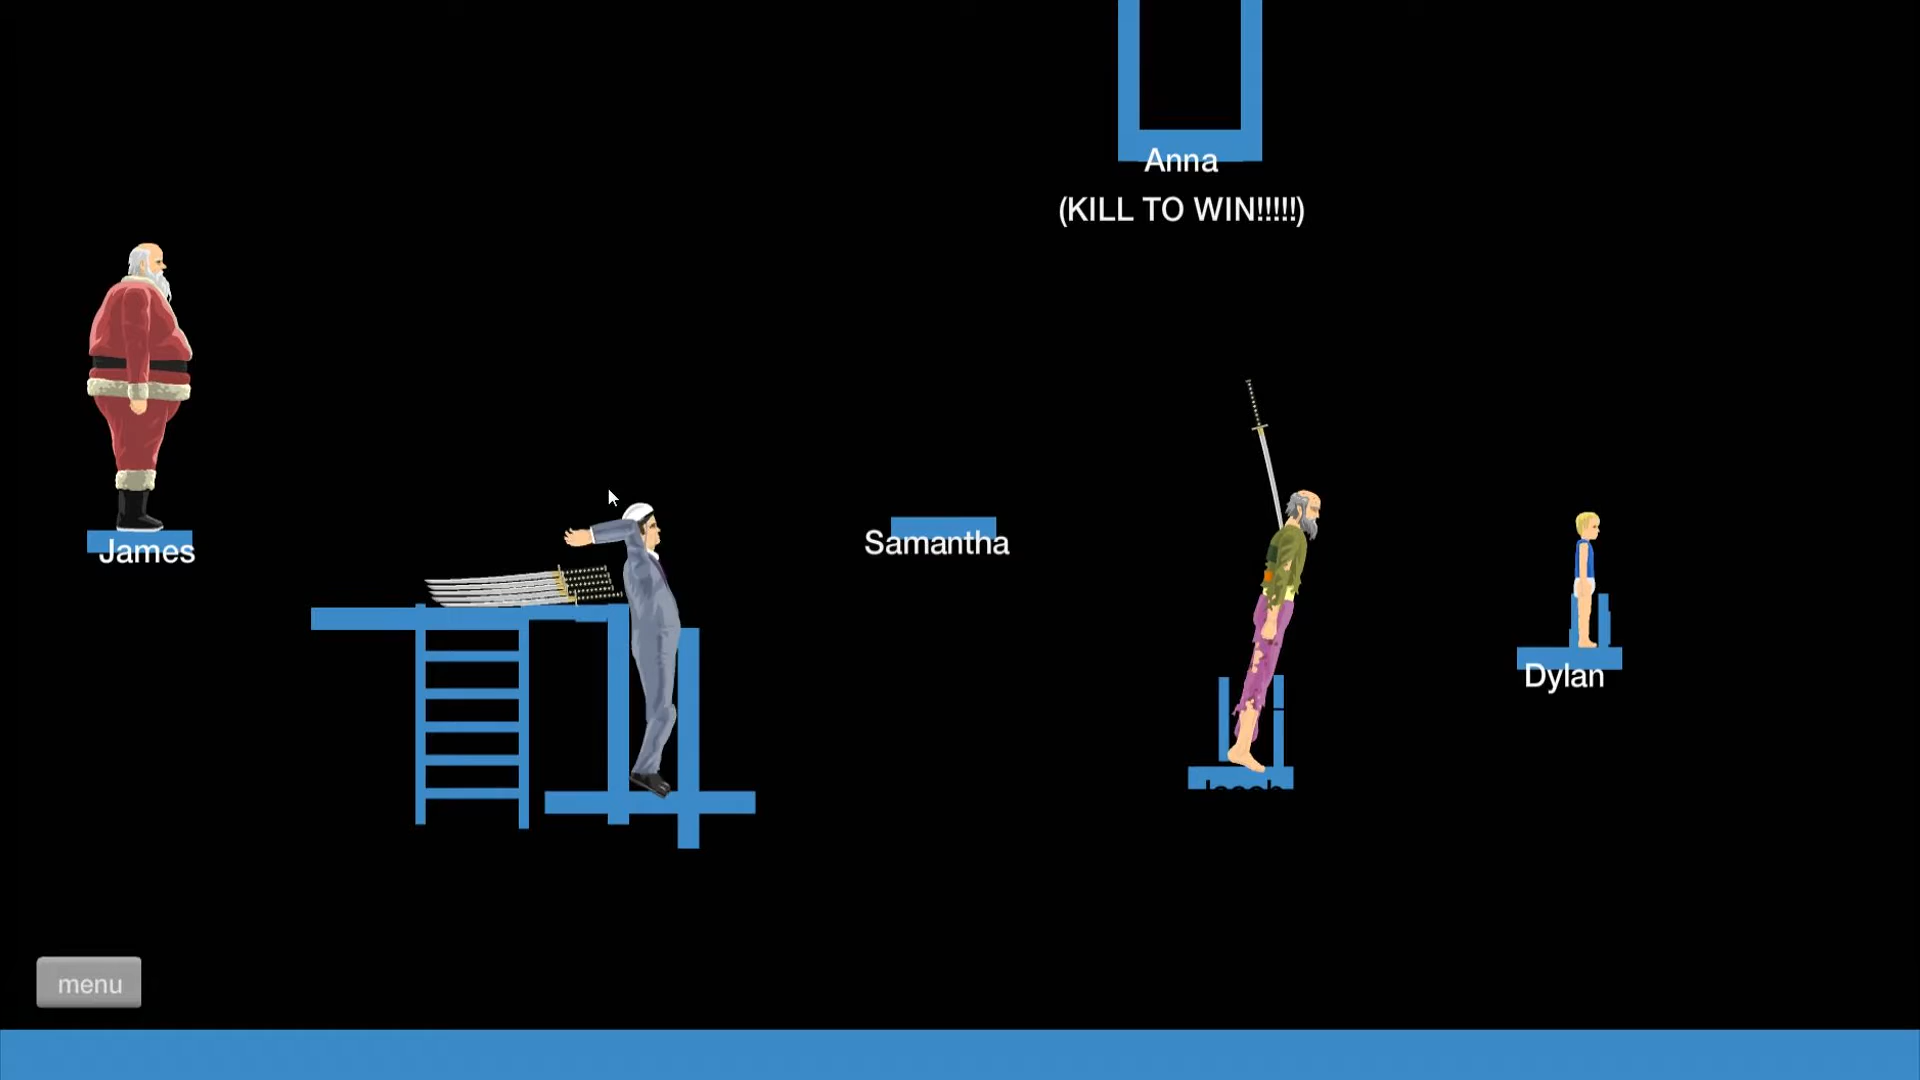 Anna
(KILL TO WIN!!!!!)
James
Samantha
Dylan
menu